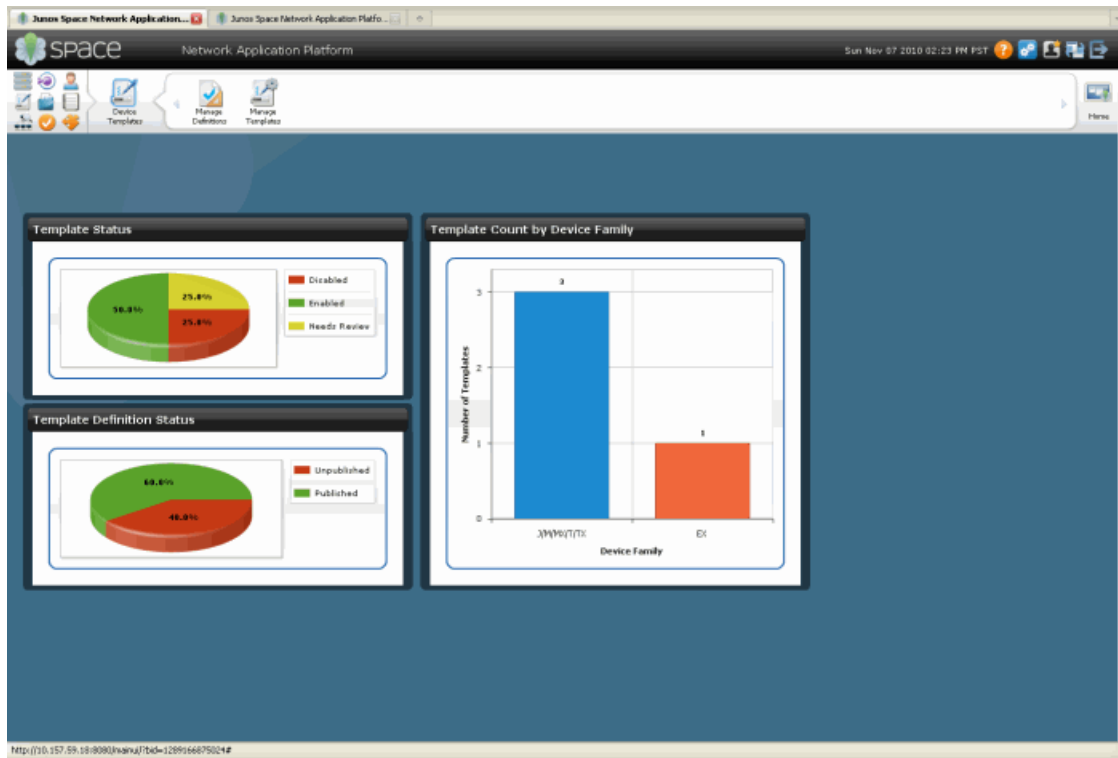 Junos Space Network Application...
Junos Space Network Application Platfo...
space
Network Application Platform
Sun Nov 07 2010 02:23 PM PST
Device
Templates
Manage
Definitions
Manage
Templates
Home
Template Status
50.0%
25.0%
25.0%
Disabled
Enabled
Needs Review
Template Definition Status
60.0%
40.0%
Unpublished
Published
Template Count by Device Family
Number of Templates
3
2
1
0
3
1
J/M/MX/T/TX
EX
Device Family
http://10.157.59.18:8080/mainui/?bid=1289166875024#